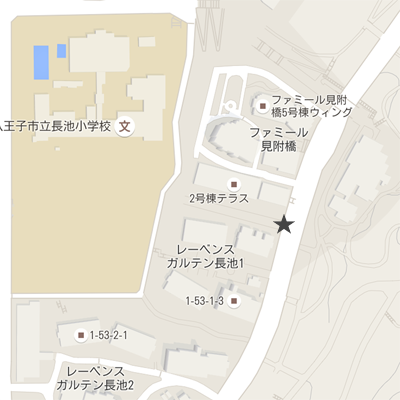 ファミール見附
橋5号棟ウィング
八王子市立長池小学校
文
ファミール
見附橋
2号棟テラス
レーベンス
ガルテン長池1
1-53-1-3
1-53-2-1
レーベンス
ガルテン長池2